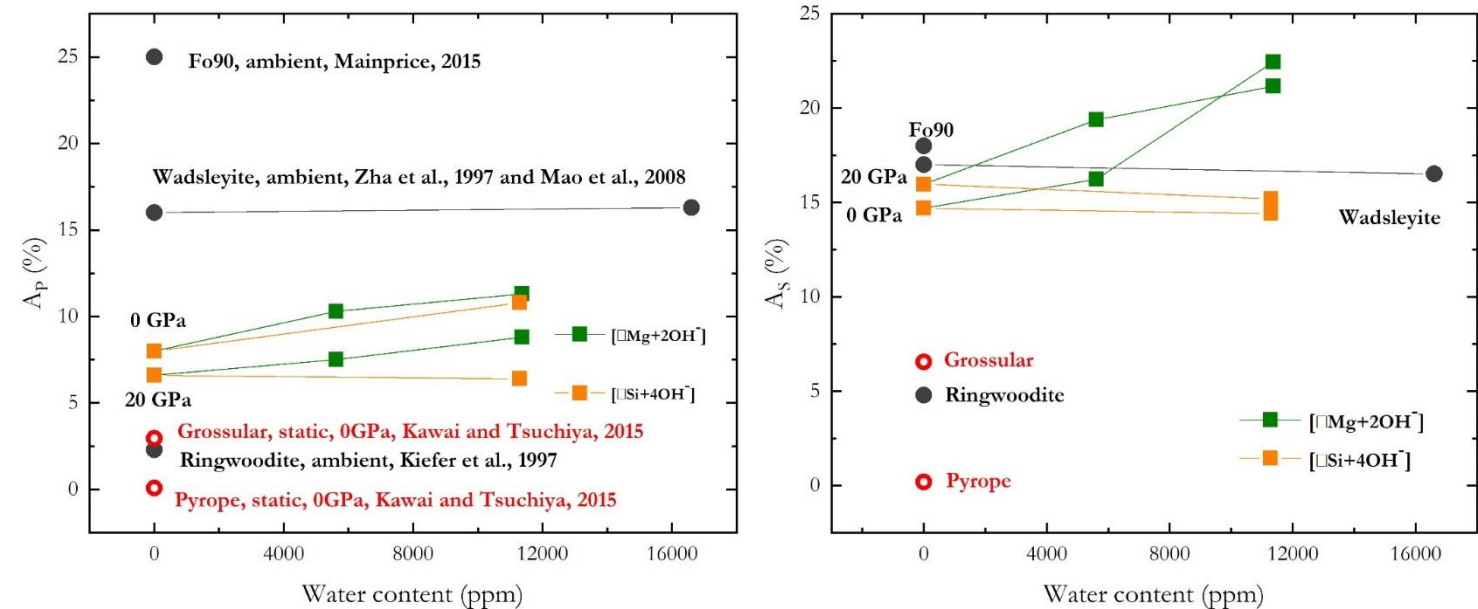 25
20
15
10
5
0
A_P (%)
Fo90, ambient, Mainprice, 2015
Wadsleyite, ambient, Zha et al., 1997 and Mao et al., 2008
0 GPa
20 GPa
[□Mg+2OH⁻]
[□Si+4OH⁻]
Grossular, static, 0GPa, Kawai and Tsuchiya, 2015
Ringwoodite, ambient, Kiefer et al., 1997
Pyrope, static, 0GPa, Kawai and Tsuchiya, 2015
0 4000 8000 12000 16000
Water content (ppm)
25
20
15
10
5
0
A_S (%)
Fo90
20 GPa
0 GPa
Wadsleyite
Grossular
Ringwoodite
[□Mg+2OH⁻]
[□Si+4OH⁻]
Pyrope
0 4000 8000 12000 16000
Water content (ppm)